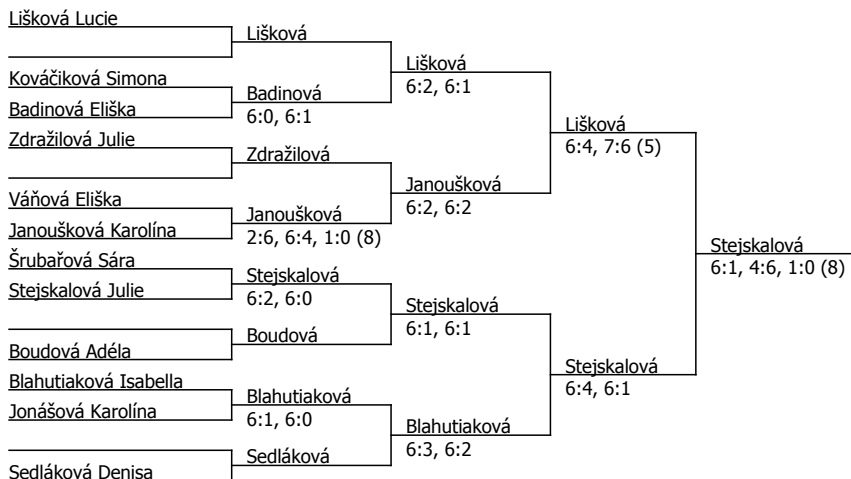 Lišková Lucie
Lišková
Lišková
6:2, 6:1
Kováčiková Simona
Badinová
6:0, 6:1
Badinová Eliška
Lišková
6:4, 7:6 (5)
Zdražilová Julie
Zdražilová
Janoušková
6:2, 6:2
Váňová Eliška
Janoušková
2:6, 6:4, 1:0 (8)
Janoušková Karolína
Stejskalová
6:1, 4:6, 1:0 (8)
Šrubařová Sára
Stejskalová
6:2, 6:0
Stejskalová Julie
Stejskalová
6:1, 6:1
Boudová
Boudová Adéla
Stejskalová
6:4, 6:1
Blahutiaková Isabella
Blahutiaková
6:1, 6:0
Jonášová Karolína
Blahutiaková
6:3, 6:2
Sedláková
Sedláková Denisa